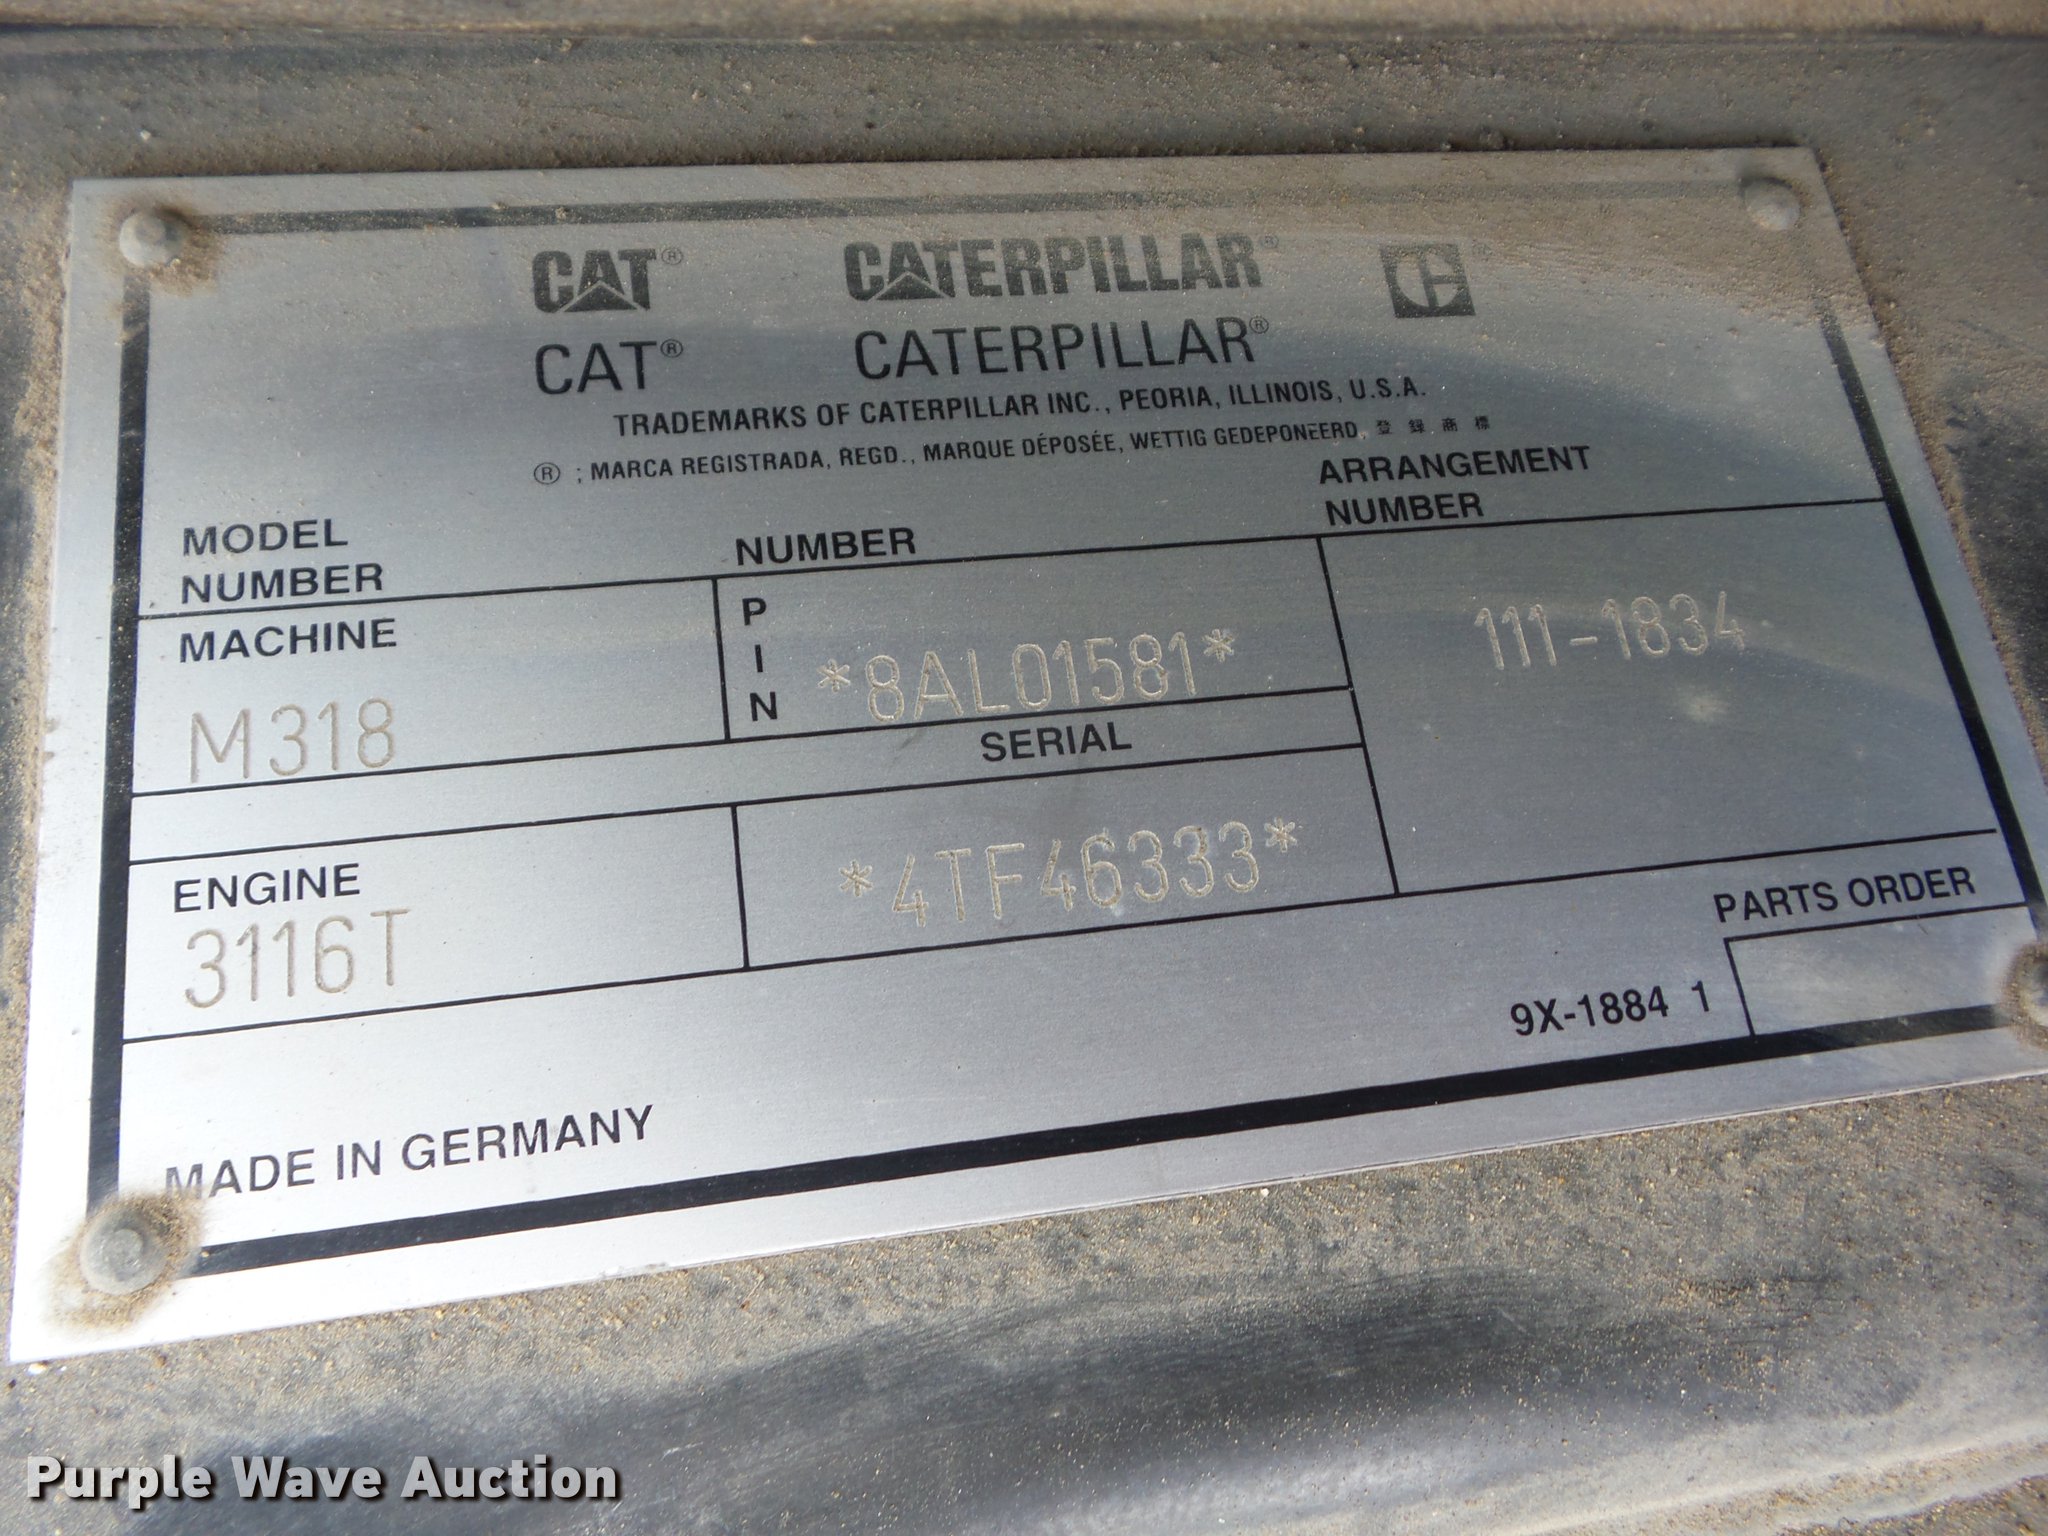 CAT® CATERPILLAR® CE®
CAT® CATERPILLAR®
TRADEMARKS OF CATERPILLAR INC., PEORIA, ILLINOIS, U.S.A.
® ; MARCA REGISTRADA, REGD., MARQUE DÉPOSÉE, WETTIG GEDEPONEERD, 登 録 商 標
MODEL
NUMBER
NUMBER
ARRANGEMENT
NUMBER
MACHINE
M318
PIN
*8AL01581*
111-1834
SERIAL
ENGINE
3116T
*4TF46333*
PARTS ORDER
9X-1884 1
MADE IN GERMANY
Purple Wave Auction